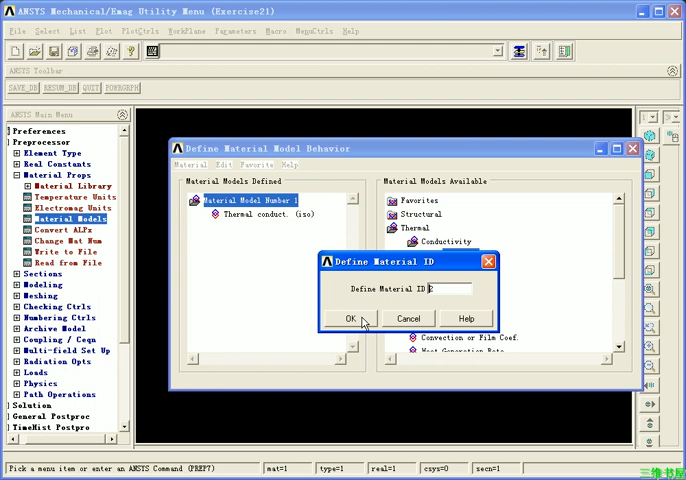 ANSYS Mechanical/Emag Utility Menu (Exercise21)
File Select List Plot PlotCtrls WorkPlane Parameters Macro MenuCtrls Help
ANSYS Toolbar
SAVE_DB RESUM_DB QUIT POWRGRPH
ANSYS Main Menu
Preferences
Preprocessor
Element Type
Real Constants
Material Props
Material Library
Temperature Units
Electromag Units
Material Models
Convert ALPx
Change Mat Num
Write to File
Read from File
Sections
Modeling
Meshing
Checking Ctrls
Numbering Ctrls
Archive Model
Coupling / Ceqn
Multi-field Set Up
Radiation Opts
Loads
Physics
Path Operations
Solution
General Postproc
TimeHist Postpro
Define Material Model Behavior
Material Edit Favorite Help
Material Models Defined
Material Model Number 1
Thermal conduct. (iso)
Material Models Available
Favorites
Structural
Thermal
Conductivity
Convection or Film Coef.
Heat Generation Rate
Define Material ID
Define Material ID 2
OK Cancel Help
Pick a menu item or enter an ANSYS Command (PREP7) mat=1 type=1 real=1 csys=0 secn=1
三维书屋